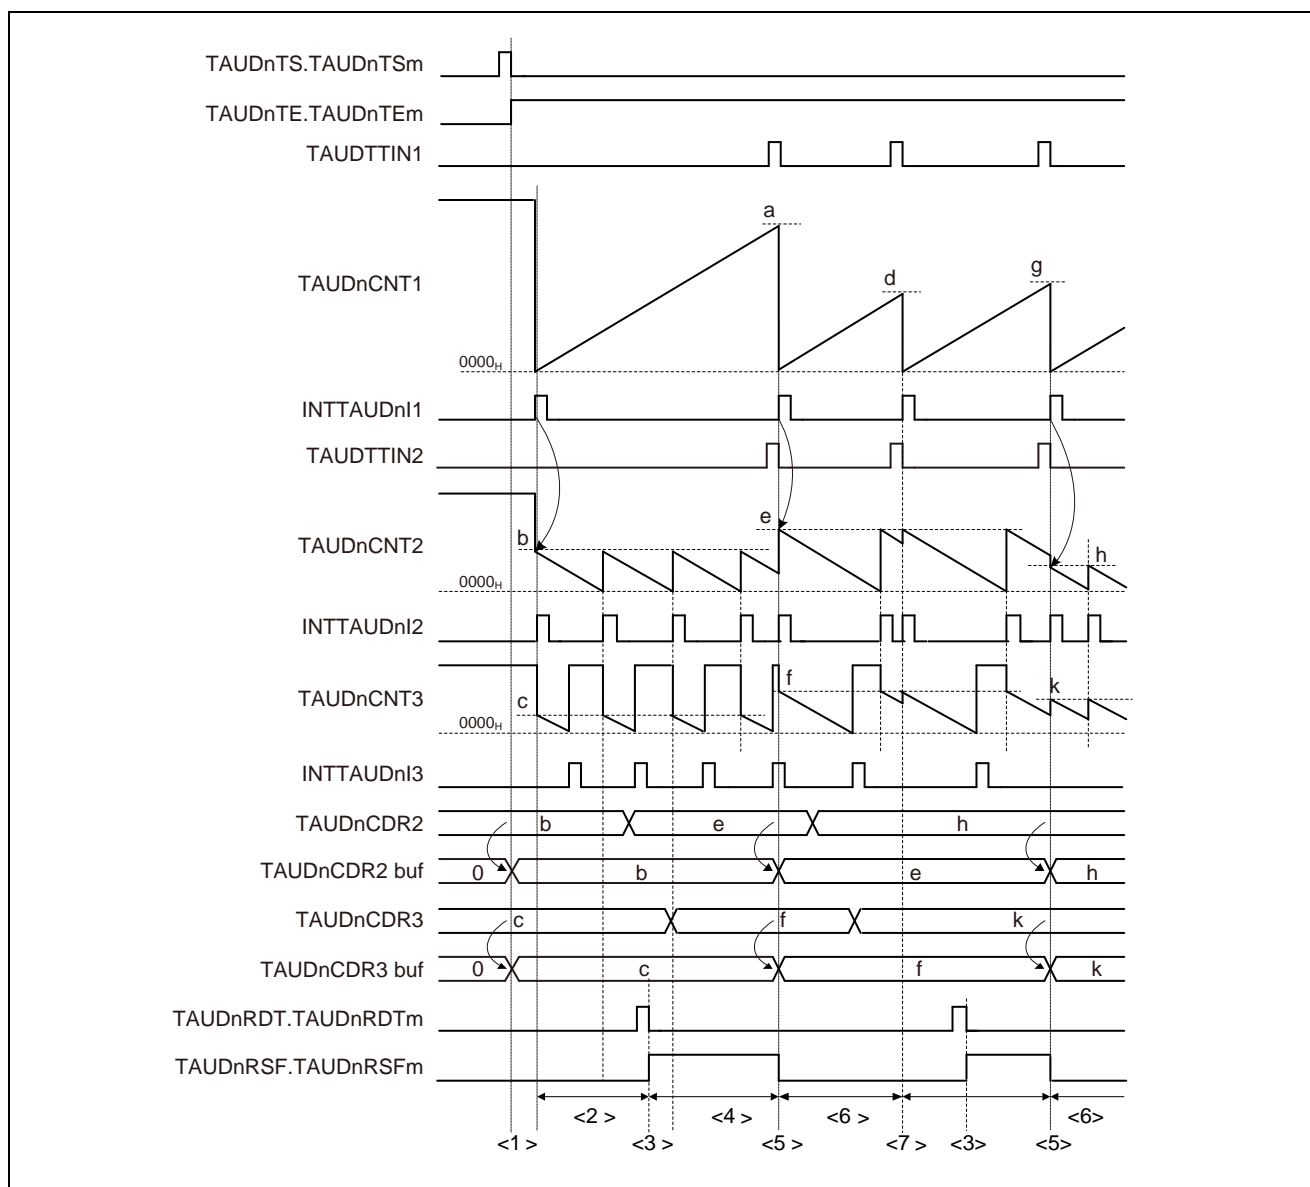 TAUDnTS.TAUDnTSm
TAUDnTE.TAUDnTEm
TAUDTTIN1
a
d
g
TAUDnCNT1
0000H
INTTAUDnI1
TAUDTTIN2
b
e
h
TAUDnCNT2
0000H
INTTAUDnI2
c
f
k
TAUDnCNT3
0000H
INTTAUDnI3
TAUDnCDR2
b
e
h
TAUDnCDR2 buf
0
b
e
h
TAUDnCDR3
c
f
k
TAUDnCDR3 buf
0
c
f
k
TAUDnRDT.TAUDnRDTm
TAUDnRSF.TAUDnRSFm
<2 >
<4 >
<6 >
<6>
<1 >
<3 >
<5 >
<7 >
<3>
<5>